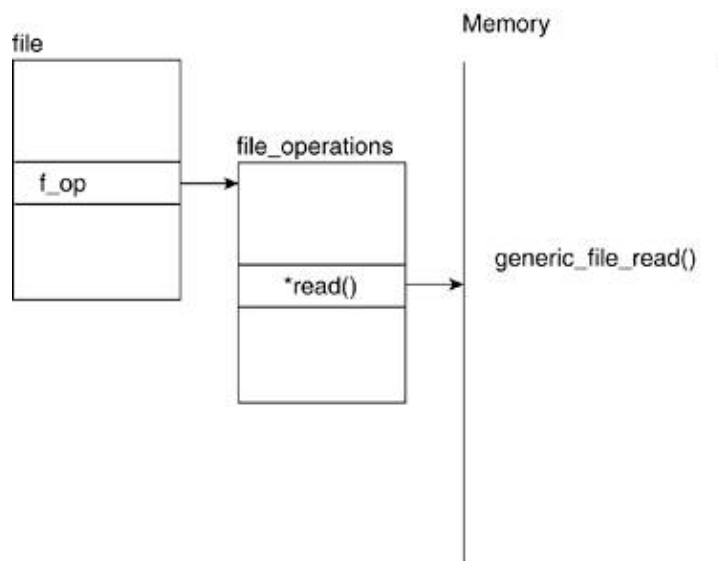 Memory
file
file_operations
f_op
generic_file_read()
*read()